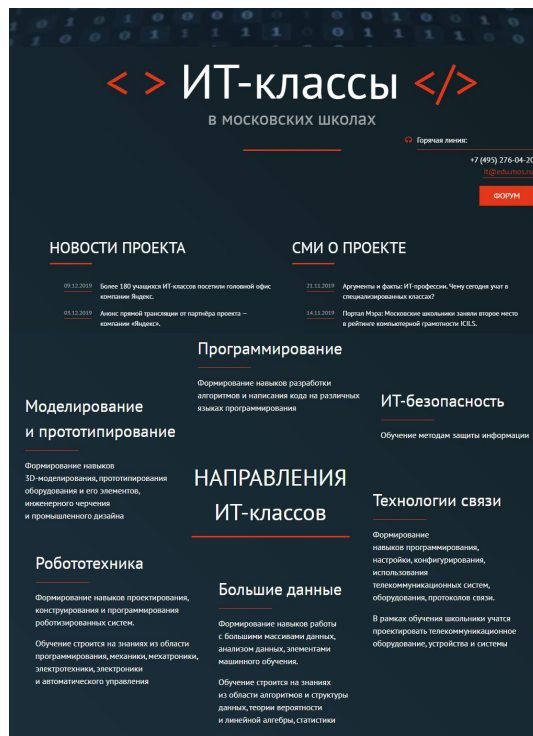 < > ИТ-классы </>
в московских школах
Горячая линия:
+7 (495) 276-04-20
it@edu.mos.ru
ФОРУМ
НОВОСТИ ПРОЕКТА
09.12.2019 Более 180 учащихся ИТ-классов посетили головной офис
компании Яндекс.
03.12.2019 Анонс прямой трансляции от партнёра проекта —
компании «Яндекс».
СМИ О ПРОЕКТЕ
21.11.2019 Аргументы и факты: ИТ-профессии. Чему сегодня учат в
специализированных классах?
14.11.2019 Портал Мэра: Московские школьники заняли второе место
в рейтинге компьютерной грамотности ICILS.
Программирование
Формирование навыков разработки
алгоритмов и написания кода на различных
языках программирования
Моделирование
и прототипирование
Формирование навыков
3D-моделирования, прототипирования
оборудования и его элементов,
инженерного черчения
и промышленного дизайна
ИТ-безопасность
Обучение методам защиты информации
НАПРАВЛЕНИЯ
ИТ-классов
Технологии связи
Формирование
навыков программирования,
настройки, конфигурирования,
использования
телекоммуникационных систем,
оборудования, протоколов связи.
В рамках обучения школьники учатся
проектировать телекоммуникационное
оборудование, устройства и системы
Робототехника
Формирование навыков проектирования,
конструирования и программирования
роботизированных систем.
Обучение строится на знаниях из области
программирования, механики, мехатроники,
электротехники, электроники
и автоматического управления
Большие данные
Формирование навыков работы
с большими массивами данных,
анализом данных, элементами
машинного обучения.
Обучение строится на знаниях
из области алгоритмов и структуры
данных, теории вероятности
и линейной алгебры, статистики